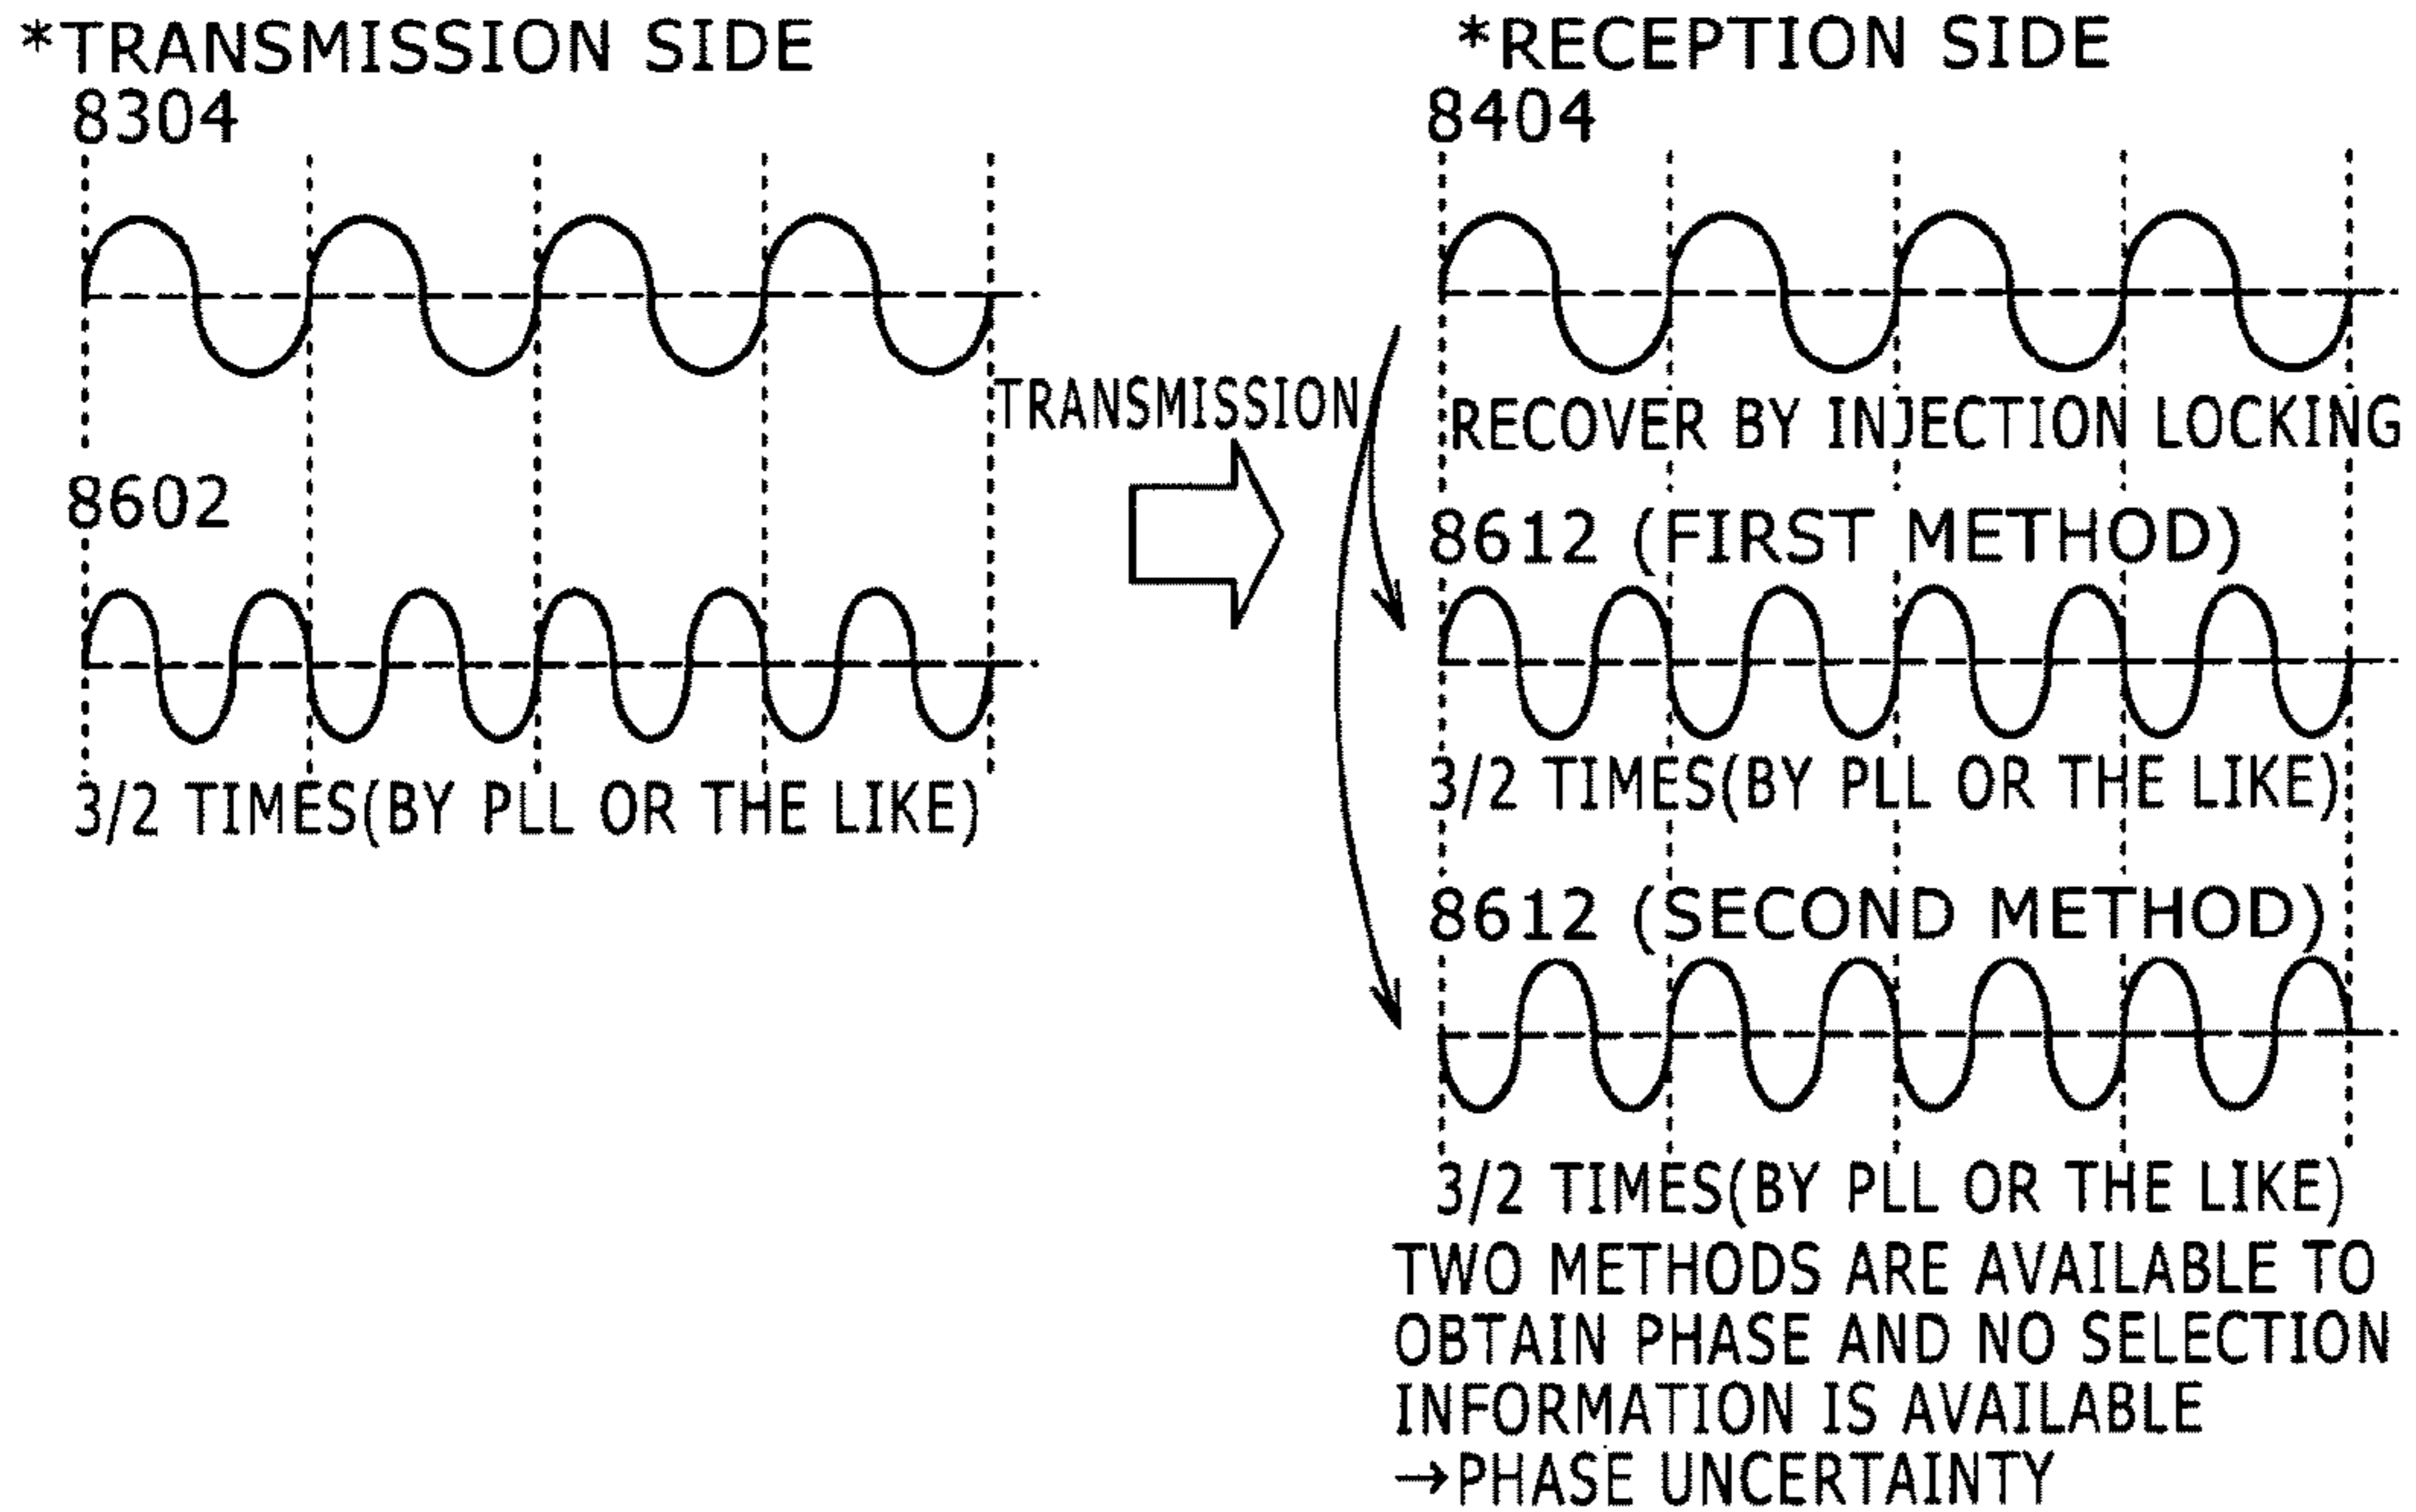 *TRANSMISSION SIDE
8304
8602
3/2 TIMES(BY PLL OR THE LIKE)
TRANSMISSION
*RECEPTION SIDE
8404
RECOVER BY INJECTION LOCKING
8612 (FIRST METHOD)
3/2 TIMES(BY PLL OR THE LIKE)
8612 (SECOND METHOD)
3/2 TIMES(BY PLL OR THE LIKE)
TWO METHODS ARE AVAILABLE TO
OBTAIN PHASE AND NO SELECTION
INFORMATION IS AVAILABLE
→PHASE UNCERTAINTY